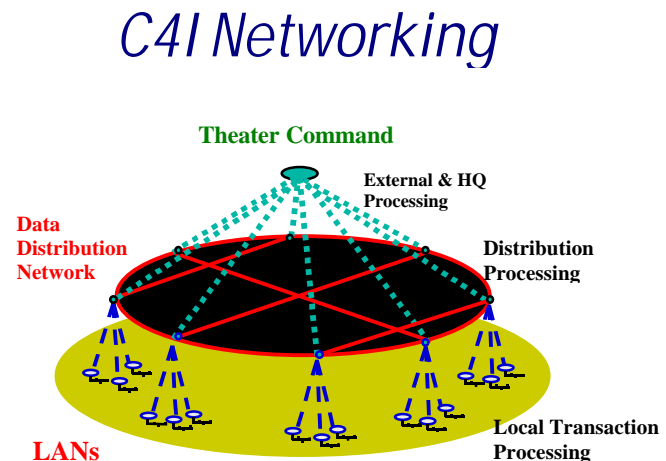 C4I Networking
Theater Command
External & HQ
Processing
Data
Distribution
Network
Distribution
Processing
Local Transaction
Processing
LANs